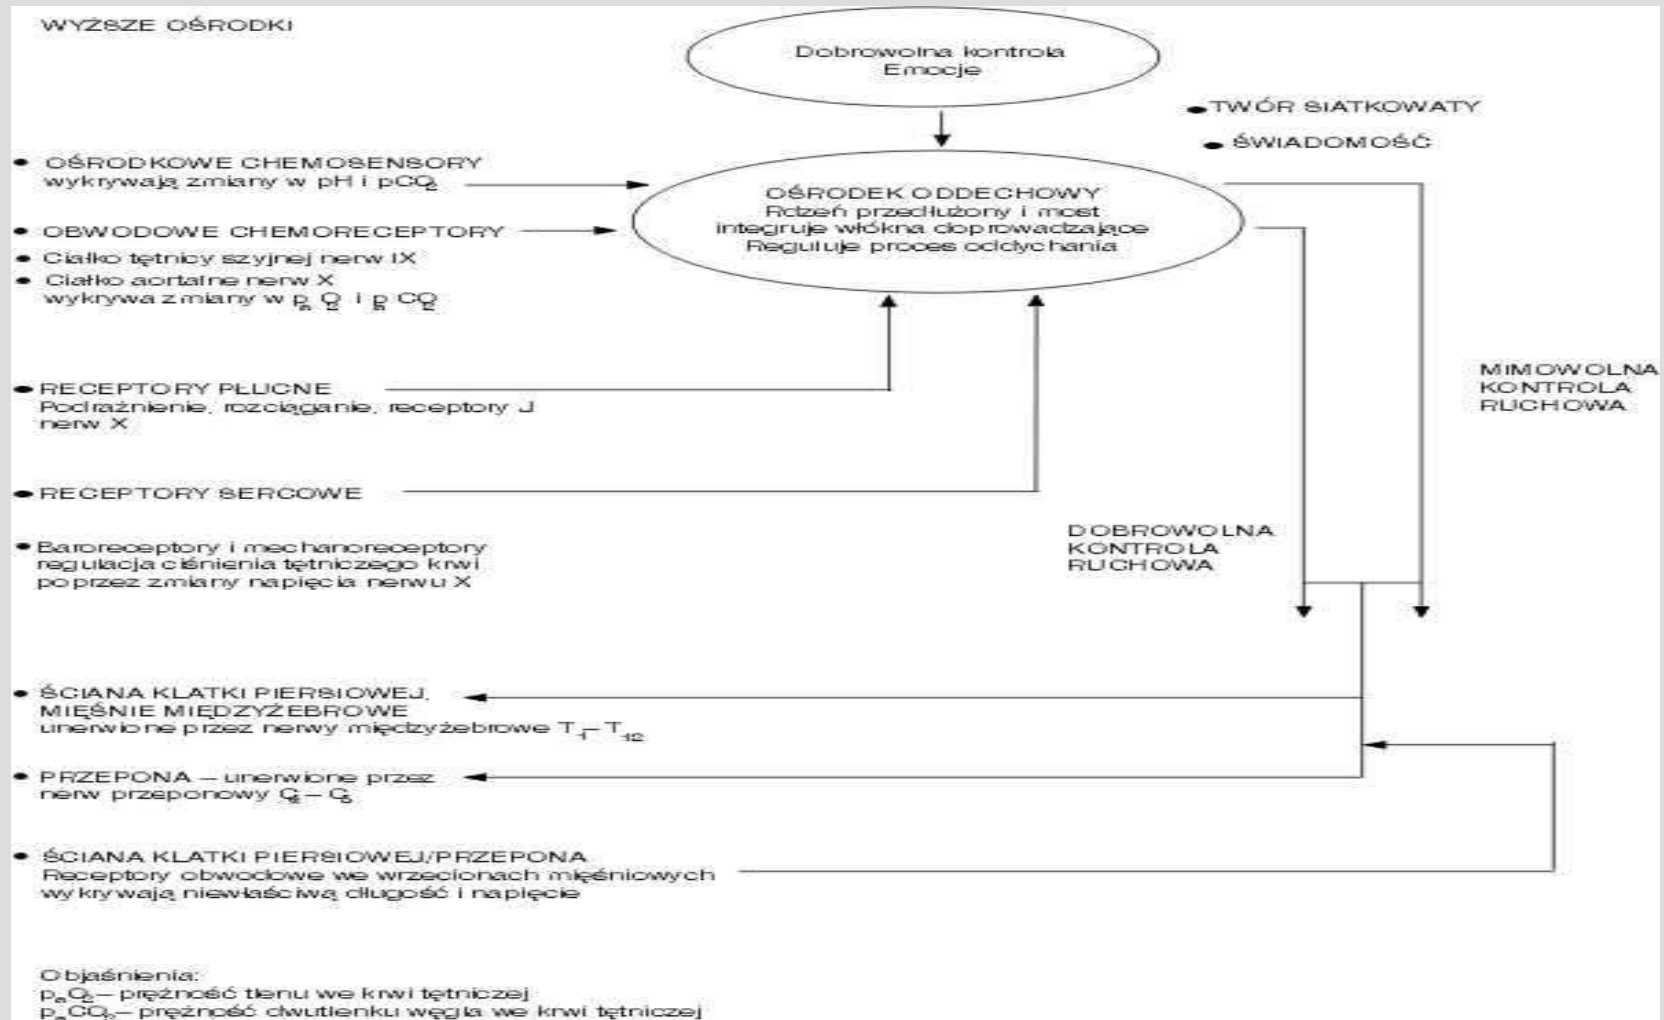 WYŻSZE OŚRODKI
Dobrowolna kontrola
Emocje
• TWÓR SIATKOWATY
• ŚWIADOMOŚĆ
• OŚRODKOWE CHEMOSENSORY
wykrywają zmiany w pH i pCO₂
OŚRODEK ODDECHOWY
Rdzeń przedłużony i most
integruje włókna doprowadzające
Reguluje proces oddychania
• OBWODOWE CHEMORECEPTORY
• Ciałko tętnicy szyjnej nerw IX
• Ciałko aortalne nerw X
wykrywa zmiany w pₐO₂ i pₐCO₂
• RECEPTORY PŁUCNE
Podrażnienie, rozciąganie, receptory J
nerw X
MIMOWOLNA
KONTROLA
RUCHOWA
• RECEPTORY SERCOWE
• Baroreceptory i mechanoreceptory
regulacja ciśnienia tętniczego krwi
poprzez zmiany napięcia nerwu X
DOBROWOLNA
KONTROLA
RUCHOWA
• ŚCIANA KLATKI PIERSIOWEJ,
MIĘŚNIE MIĘDZYŻEBROWE
unerwione przez nerwy międzyżebrowe T₁– T₁₂
• PRZEPONA – unerwione przez
nerw przeponowy
• ŚCIANA KLATKI PIERSIOWEJ/PRZEPONA
Receptory obwodowe we wrzecionach mięśniowych
wykrywają niewłaściwą długość i napięcie
Objaśnienia:
pₐO₂ – prężność tlenu we krwi tętniczej
pₐCO₂ – prężność dwutlenku węgla we krwi tętniczej